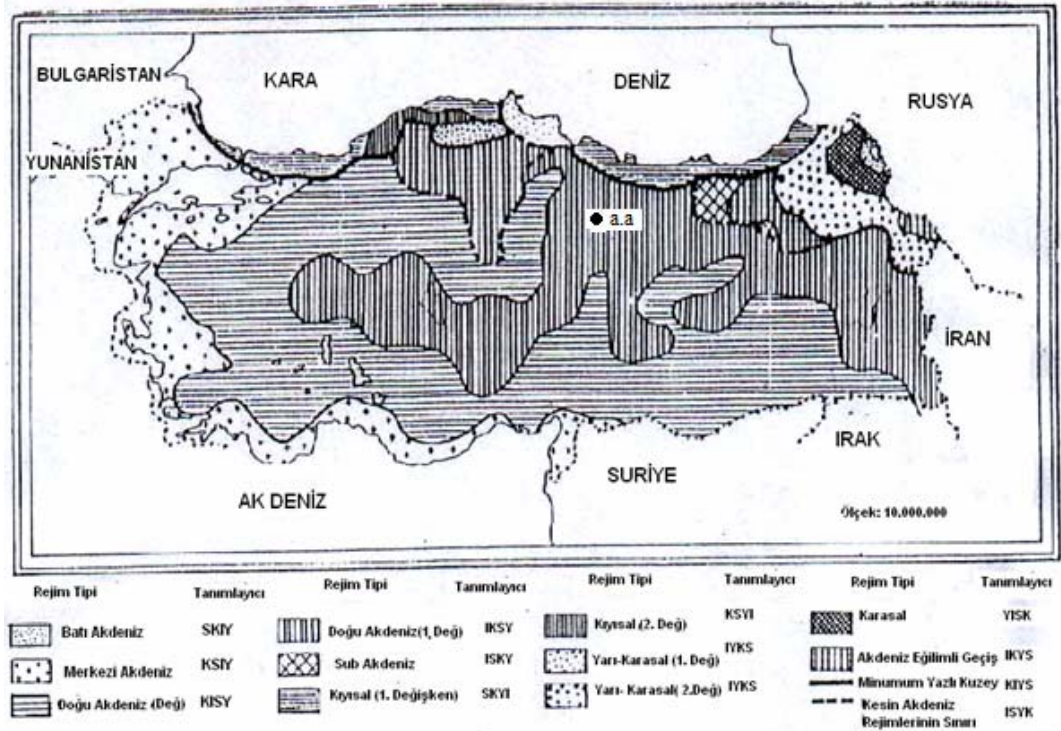 BULGARİSTAN
KARA
DENİZ
RUSYA
YUNANİSTAN
a.a
İRAN
IRAK
SURİYE
AK DENİZ
Ölçek: 10.000.000
Rejim Tipi Tanımlayıcı Rejim Tipi Tanımlayıcı Rejim Tipi Tanımlayıcı Rejim Tipi Tanımlayıcı
Batı Akdeniz SKIY Doğu Akdeniz(1, Değ) IKSY Kıyısal (2. Değ) KSYI Karasal YISK
Merkezi Akdeniz KSIY Sub Akdeniz ISKY Yarı-Karasal (1. Değ) IYKS Akdeniz Eğilimli Geçiş IKYS
Doğu Akdeniz (Değ) KISY Kıyısal (1. Değişken) SKYI Yarı- Karasal( 2.Değ) IYKS Minumum Yazlı Kuzey KIYS
Kesin Akdeniz Rejimlerinin Sınırı ISYK